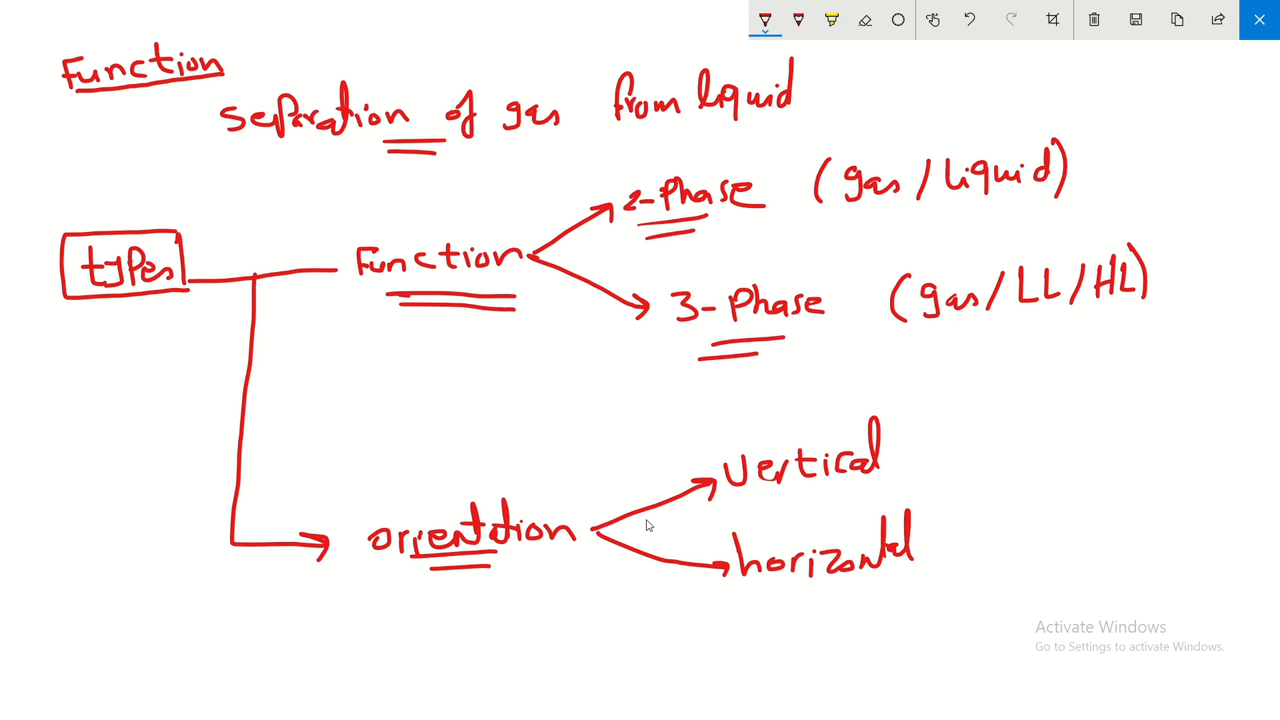 Function
separation of gas from liquid
2-Phase (gas/Liquid)
types Function
3-Phase (gas/LL/HL)
Vertical
orientation
horizontal
Activate Windows
Go to Settings to activate Windows.